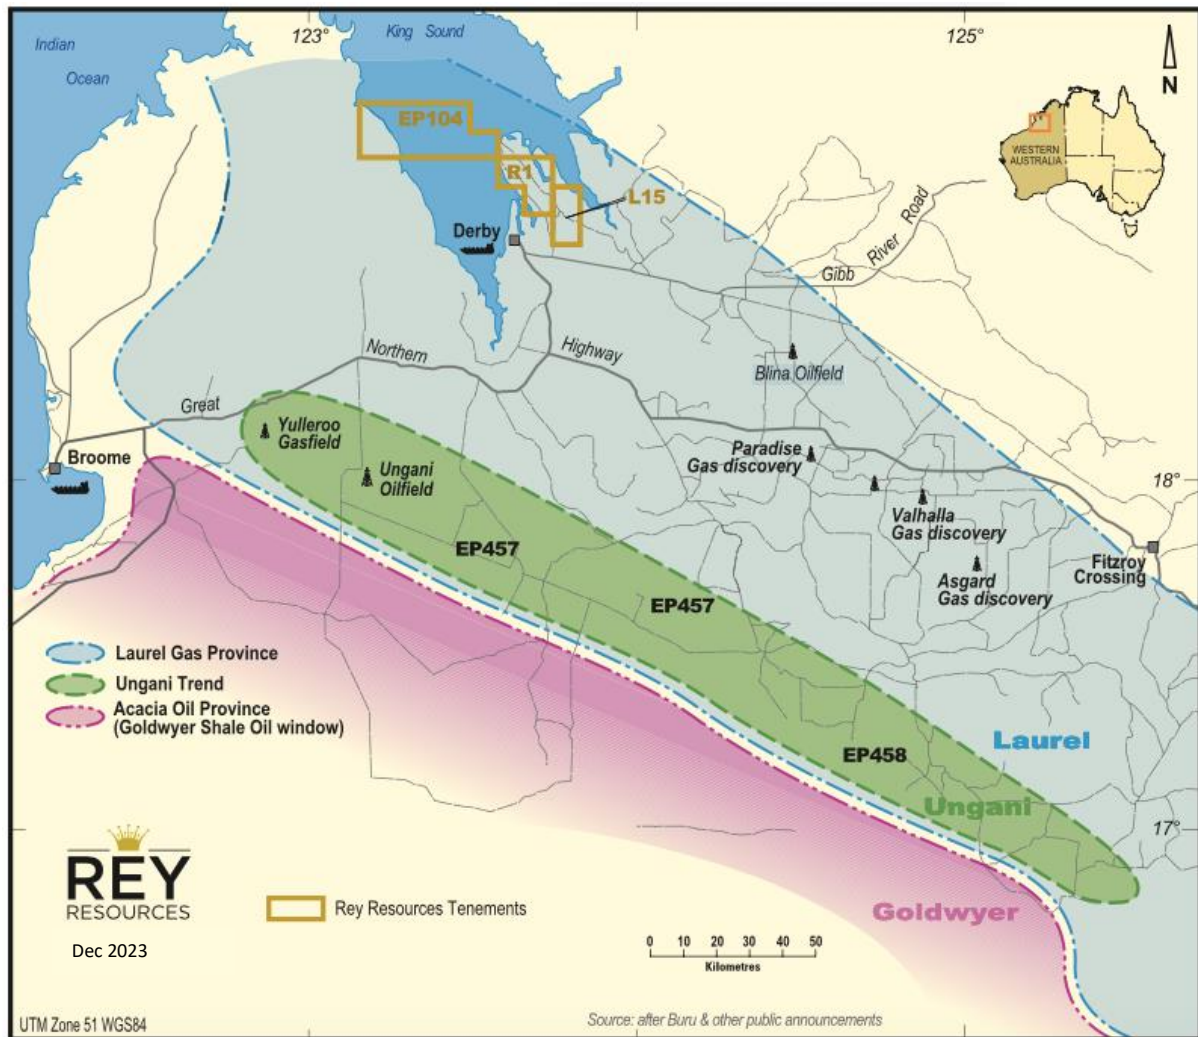 Indian
Ocean
123°
King Sound
125°
N
WESTERN
AUSTRALIA
EP104
R1
L15
Derby
Gibb River Road
Great Northern Highway
Blina Oilfield
Yulleroo
Gasfield
Ungani
Oilfield
Broome
Paradise
Gas discovery
Valhalla
Gas discovery
Asgard
Gas discovery
Fitzroy
Crossing
18°
EP457
EP457
EP458
Laurel
Ungani
Goldwyer
17°
Laurel Gas Province
Ungani Trend
Acacia Oil Province
(Goldwyer Shale Oil window)
REY
RESOURCES
Dec 2023
Rey Resources Tenements
0 10 20 30 40 50
Kilometres
UTM Zone 51 WGS84
Source: after Buru & other public announcements